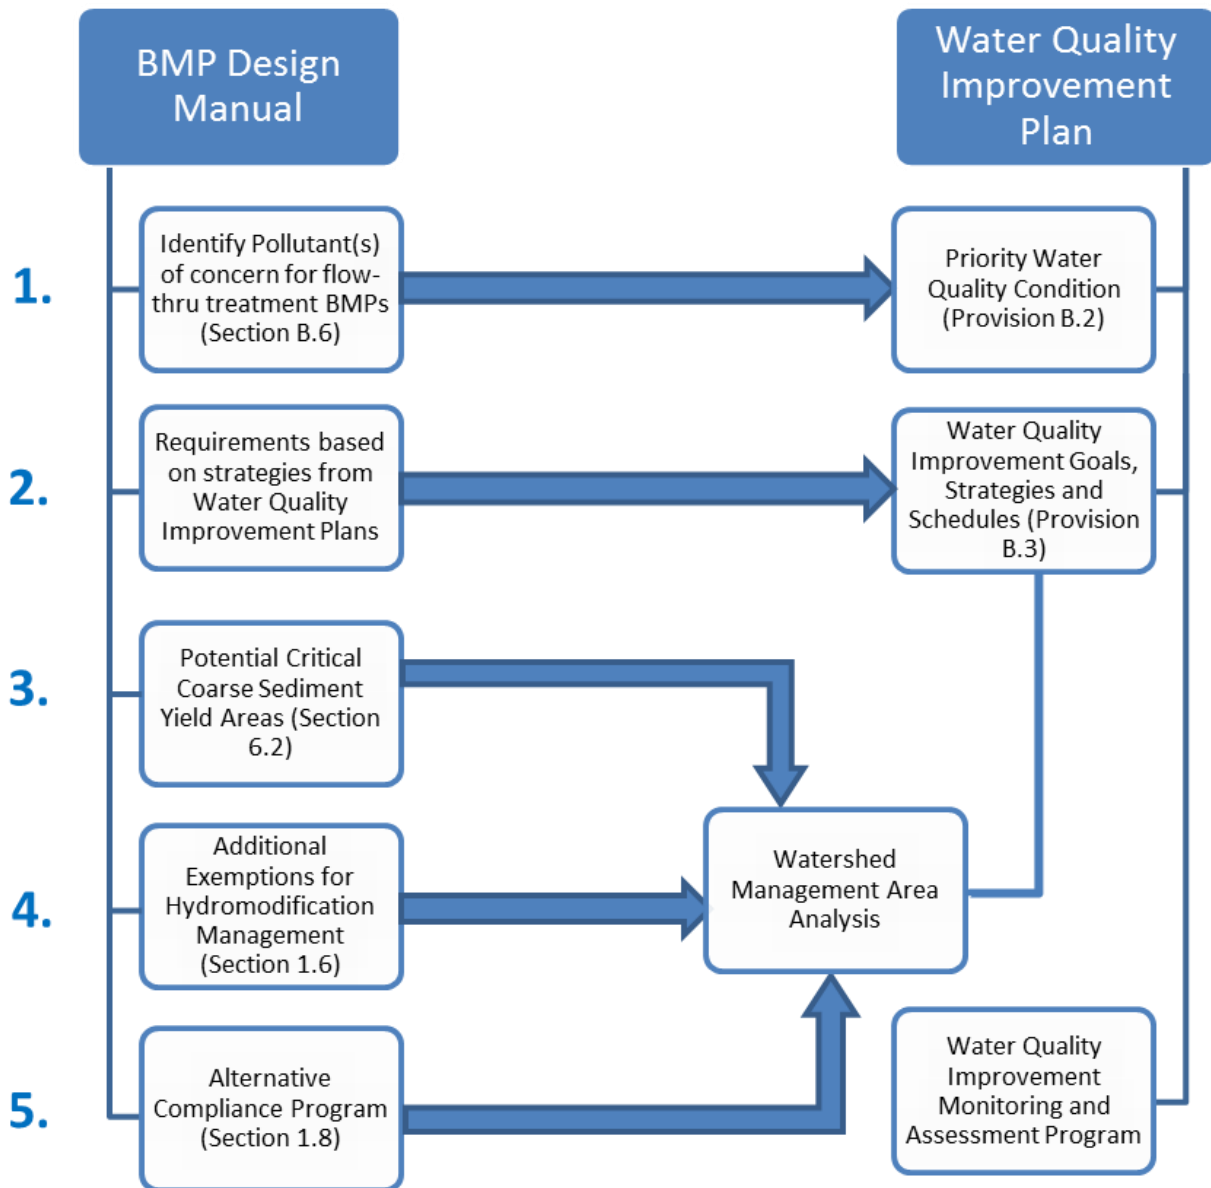 BMP Design
Manual
Water Quality
Improvement
Plan
1.
Identify Pollutant(s)
of concern for flow-
thru treatment BMPs
(Section B.6)
Priority Water
Quality Condition
(Provision B.2)
2.
Requirements based
on strategies from
Water Quality
Improvement Plans
Water Quality
Improvement Goals,
Strategies and
Schedules (Provision
B.3)
3.
Potential Critical
Coarse Sediment
Yield Areas (Section
6.2)
4.
Additional
Exemptions for
Hydromodification
Management
(Section 1.6)
Watershed
Management Area
Analysis
5.
Alternative
Compliance Program
(Section 1.8)
Water Quality
Improvement
Monitoring and
Assessment Program